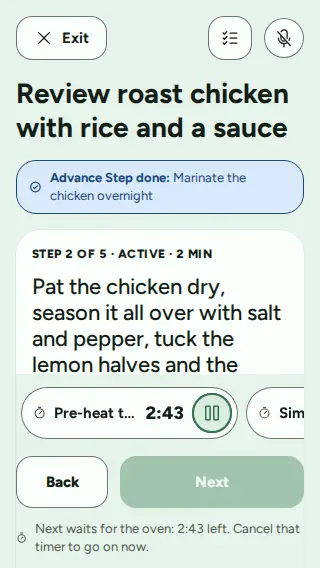 Exit
Review roast chicken
with rice and a sauce
Advance Step done: Marinate the
chicken overnight
STEP 2 OF 5 · ACTIVE · 2 MIN
Pat the chicken dry,
season it all over with salt
and pepper, tuck the
lemon halves and the
Pre-heat t... 2:43
Sim
Back
Next
Next waits for the oven: 2:43 left. Cancel that
timer to go on now.